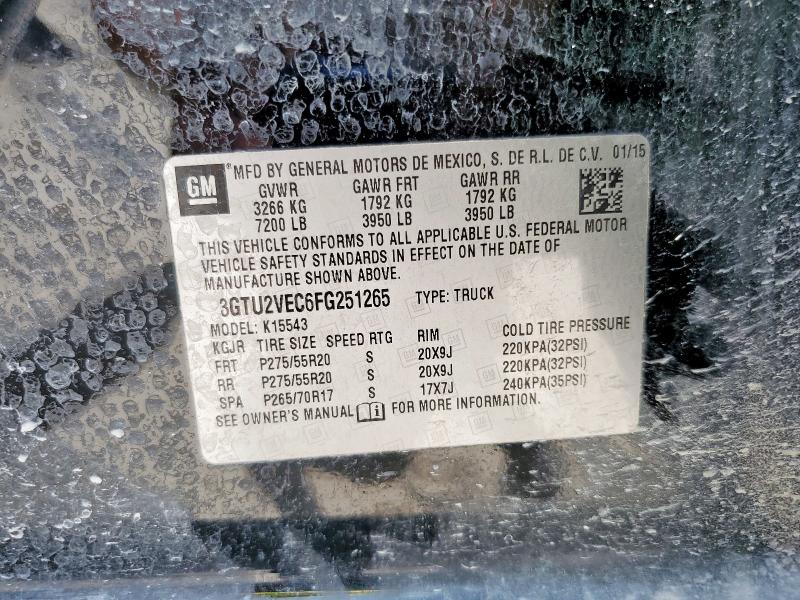 GM ® MFD BY GENERAL MOTORS DE MEXICO, S. DE R.L. DE C.V. 01/15
GVWR GAWR FRT GAWR RR
3266 KG 1792 KG 1792 KG
7200 LB 3950 LB 3950 LB
THIS VEHICLE CONFORMS TO ALL APPLICABLE U.S. FEDERAL MOTOR
VEHICLE SAFETY STANDARDS IN EFFECT ON THE DATE OF
MANUFACTURE SHOWN ABOVE.
3GTU2VEC6FG251265 TYPE: TRUCK
MODEL: K15543
KGJR TIRE SIZE SPEED RTG RIM COLD TIRE PRESSURE
FRT P275/55R20 S 20X9J 220KPA(32PSI)
RR P275/55R20 S 20X9J 220KPA(32PSI)
SPA P265/70R17 S 17X7J 240KPA(35PSI)
SEE OWNER'S MANUAL i FOR MORE INFORMATION.